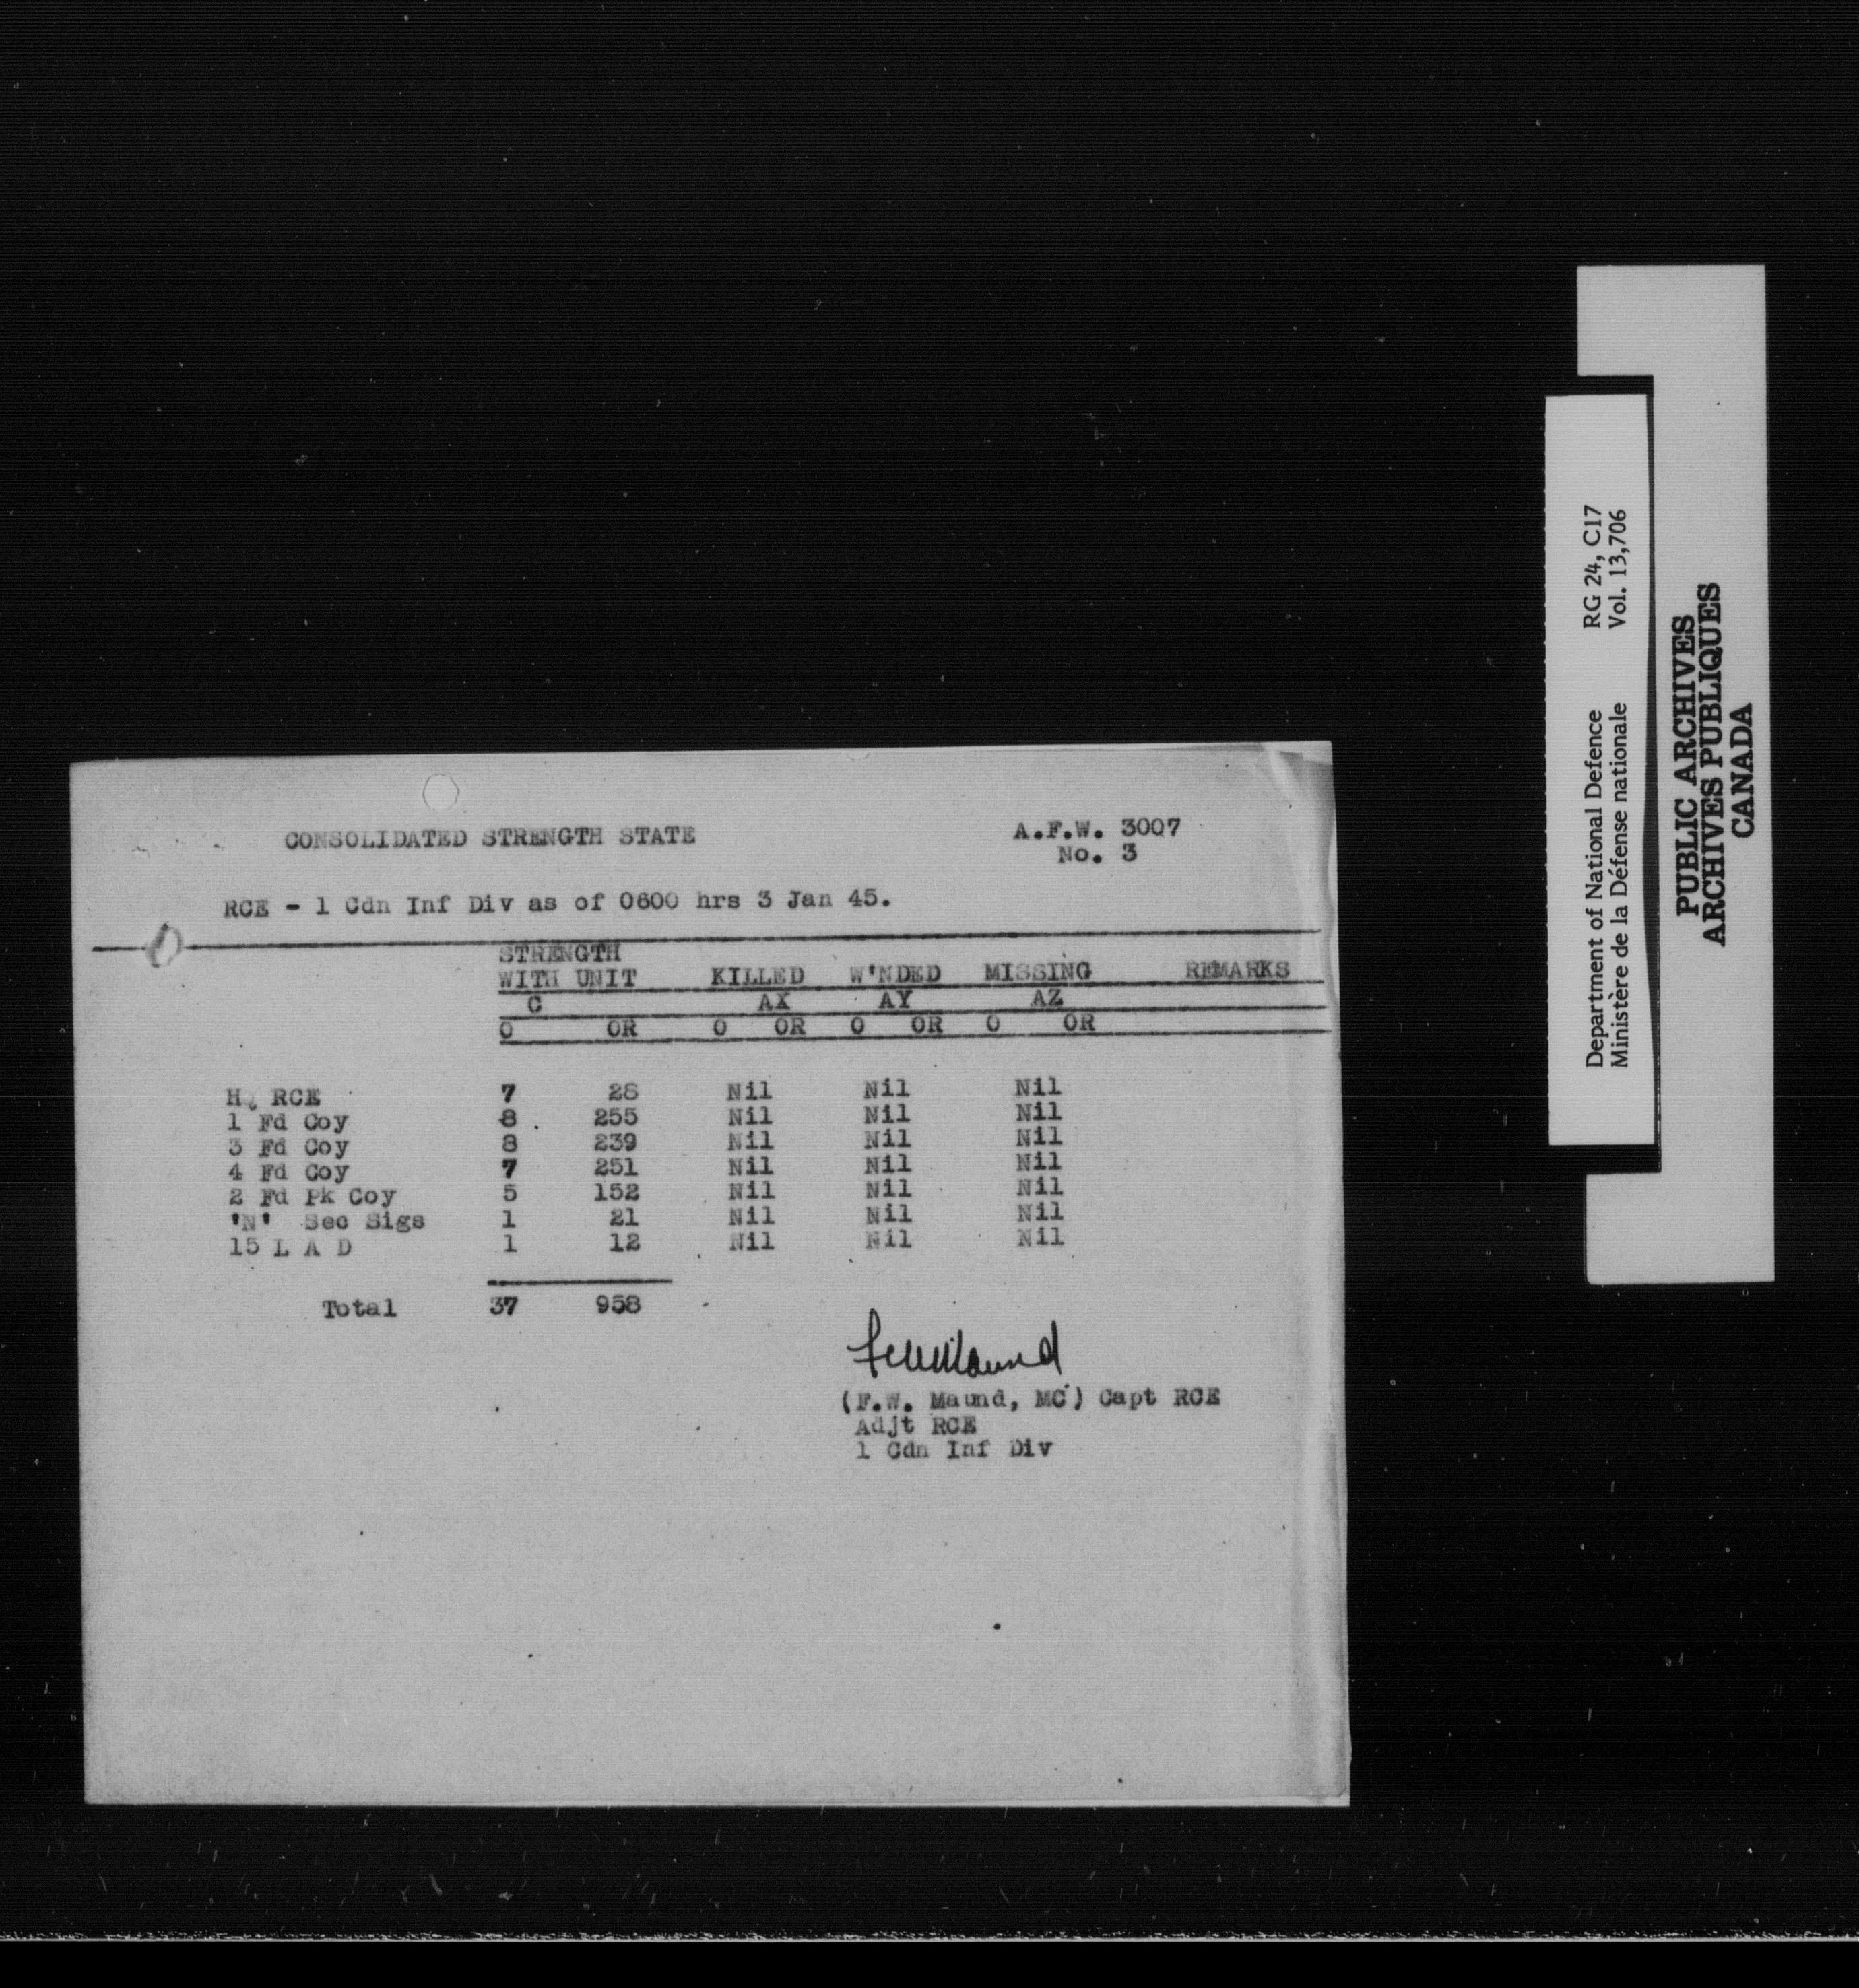 CONSOLIDATED STRENGTH STATE
A.F.W. 3007
No. 3
RCE - 1 Cdn Inf Div as of 0600 hrs 3 Jan 45.
STRENGTH
WITH UNIT KILLED W'NDED MISSING REMARKS
C AX AY AZ
O OR O OR O OR O OR
HQ RCE 7 28 Nil Nil Nil
1 Fd Coy 8 255 Nil Nil Nil
3 Fd Coy 8 239 Nil Nil Nil
4 Fd Coy 7 251 Nil Nil Nil
2 Fd Pk Coy 5 152 Nil Nil Nil
'N' Sec Sigs 1 21 Nil Nil Nil
15 L A D 1 12 Nil Nil Nil
Total 37 958
FWMaund
(F.W. Maund, MC) Capt RCE
Adjt RCE
1 Cdn Inf Div
Department of National Defence RG 24, C17
Ministère de la Défense nationale Vol. 13,706
PUBLIC ARCHIVES
ARCHIVES PUBLIQUES
CANADA